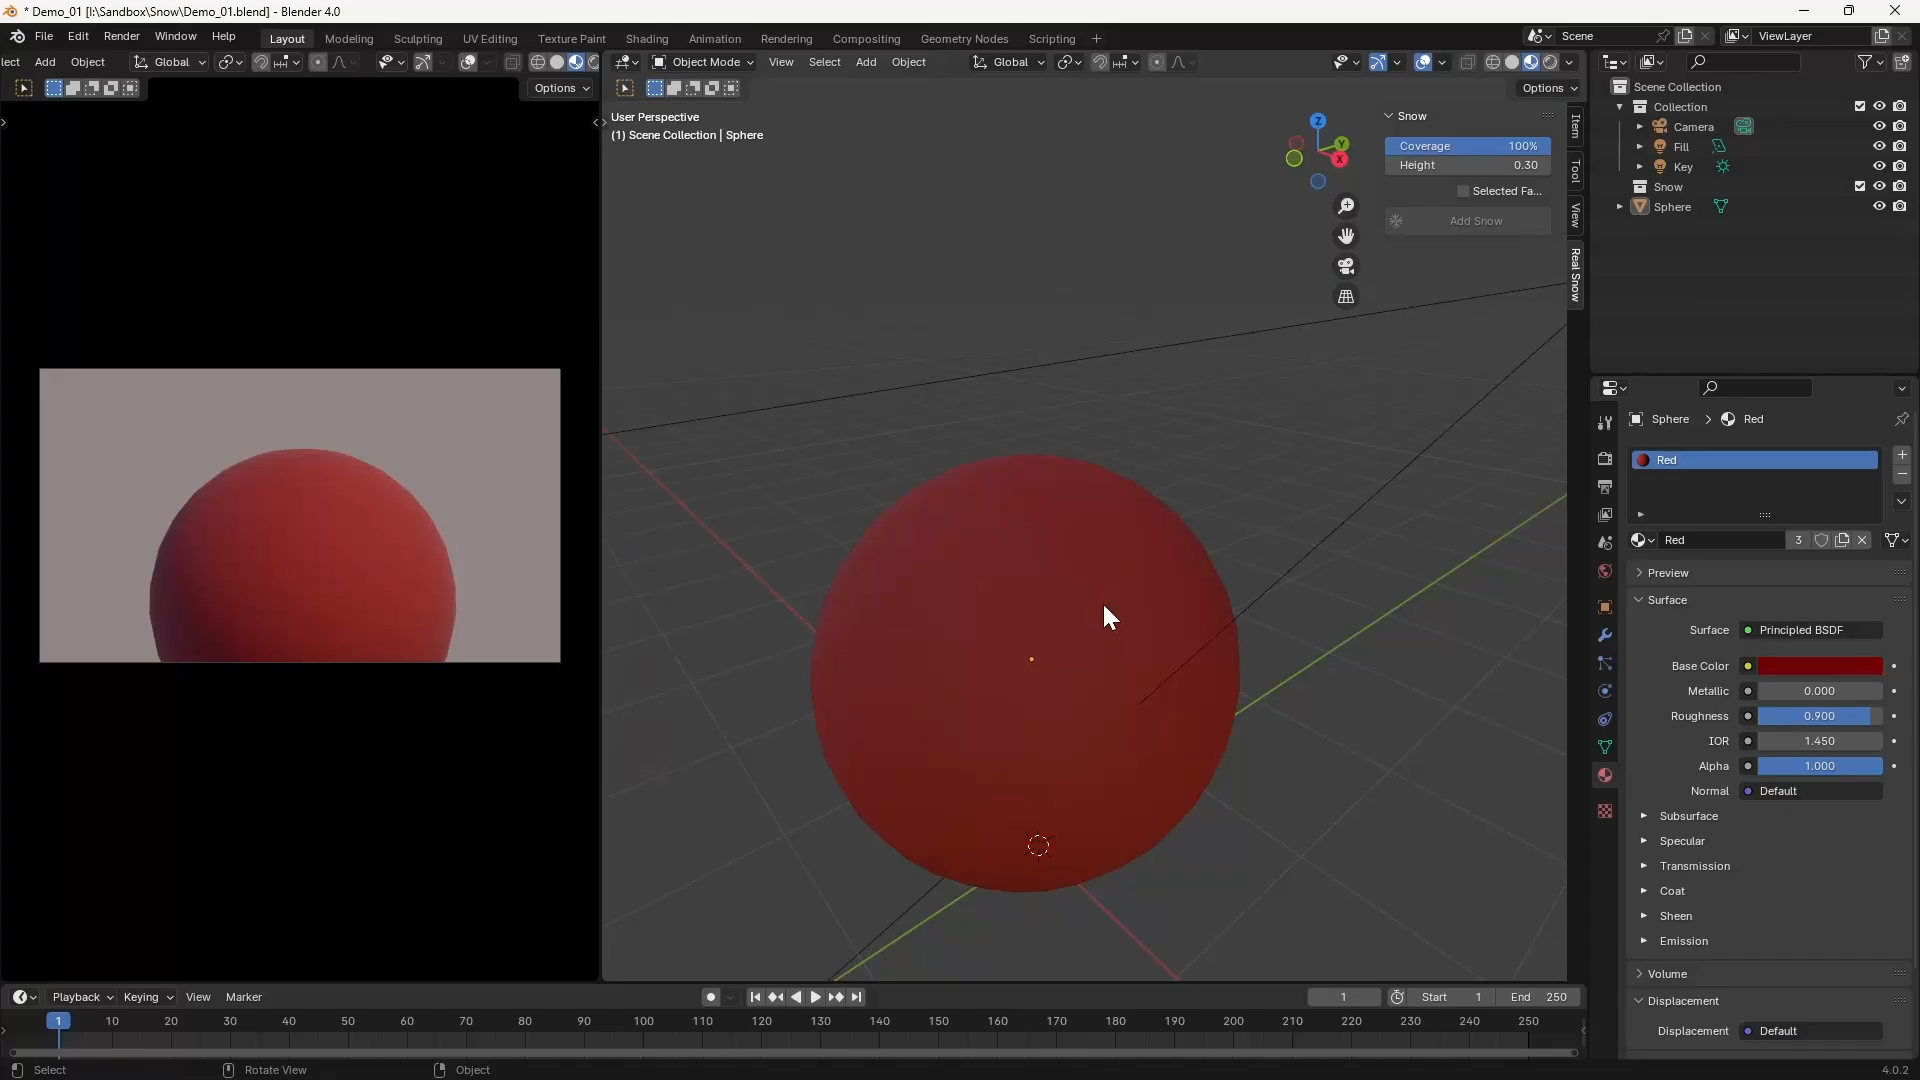 * Demo_01 [I:\Sandbox\Snow\Demo_01.blend] - Blender 4.0
File Edit Render Window Help
Layout Modeling Sculpting UV Editing Texture Paint Shading Animation Rendering Compositing Geometry Nodes Scripting +
Scene
ViewLayer
lect Add Object Global
Object Mode View Select Add Object Global
Options
Options
User Perspective
(1) Scene Collection | Sphere
Z
Y
X
Snow
Coverage 100%
Height 0.30
Selected Fa...
Add Snow
Item
Tool
View
Real Snow
Scene Collection
Collection
Camera
Fill
Key
Snow
Sphere
Sphere > Red
Red
Red 3
Preview
Surface
Surface Principled BSDF
Base Color
Metallic 0.000
Roughness 0.900
IOR 1.450
Alpha 1.000
Normal Default
Subsurface
Specular
Transmission
Coat
Sheen
Emission
Volume
Displacement
Displacement Default
Playback Keying View Marker
1
Start 1
End 250
1 10 20 30 40 50 60 70 80 90 100 110 120 130 140 150 160 170 180 190 200 210 220 230 240 250
Select Rotate View Object
4.0.2